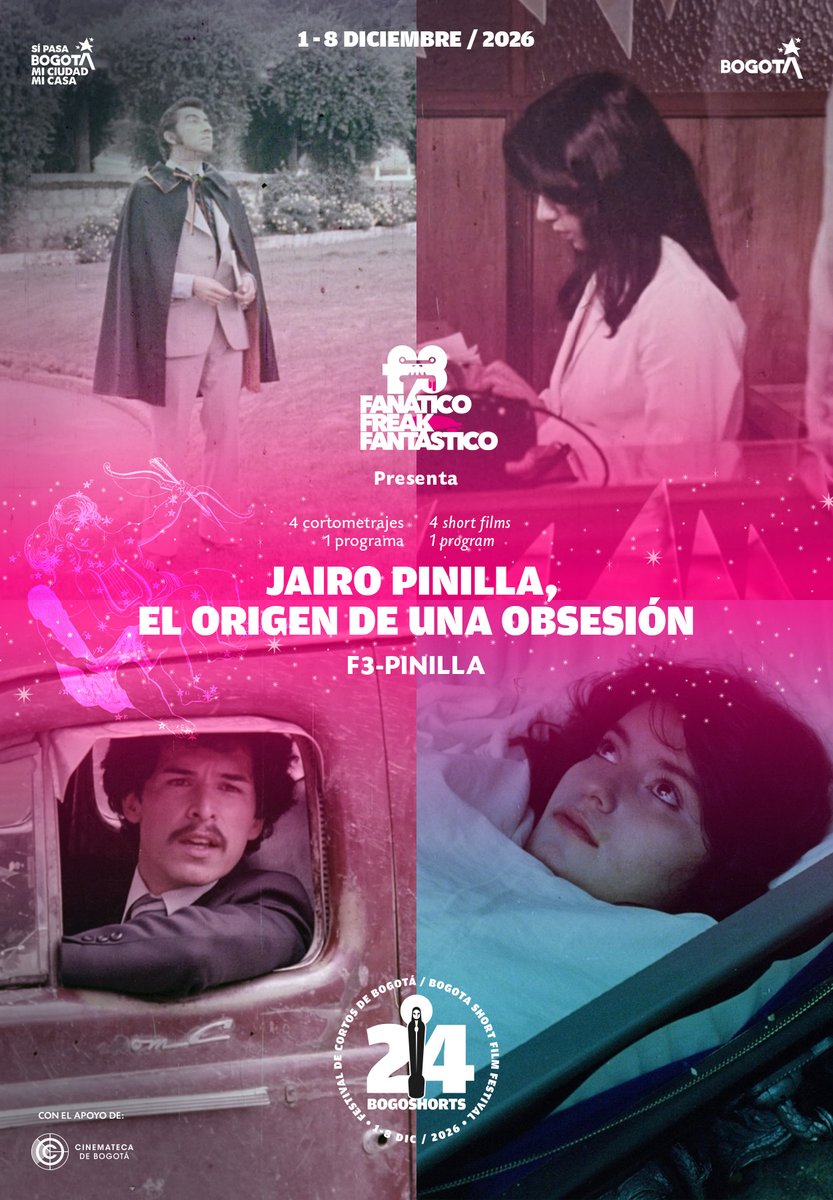 1 - 8 DICIEMBRE / 2026
SÍ PASA
BOGOTÁ
MI CIUDAD
MI CASA
BOGOTÁ
f3
FANÁTICO
FREAK
FANTÁSTICO
Presenta
4 cortometrajes
1 programa
4 short films
1 program
JAIRO PINILLA,
EL ORIGEN DE UNA OBSESIÓN
F3-PINILLA
• FESTIVAL DE CORTOS DE BOGOTÁ / BOGOTA SHORT FILM FESTIVAL •
24
BOGOSHORTS
1-8 DIC / 2026
CON EL APOYO DE:
CINEMATECA
DE BOGOTÁ